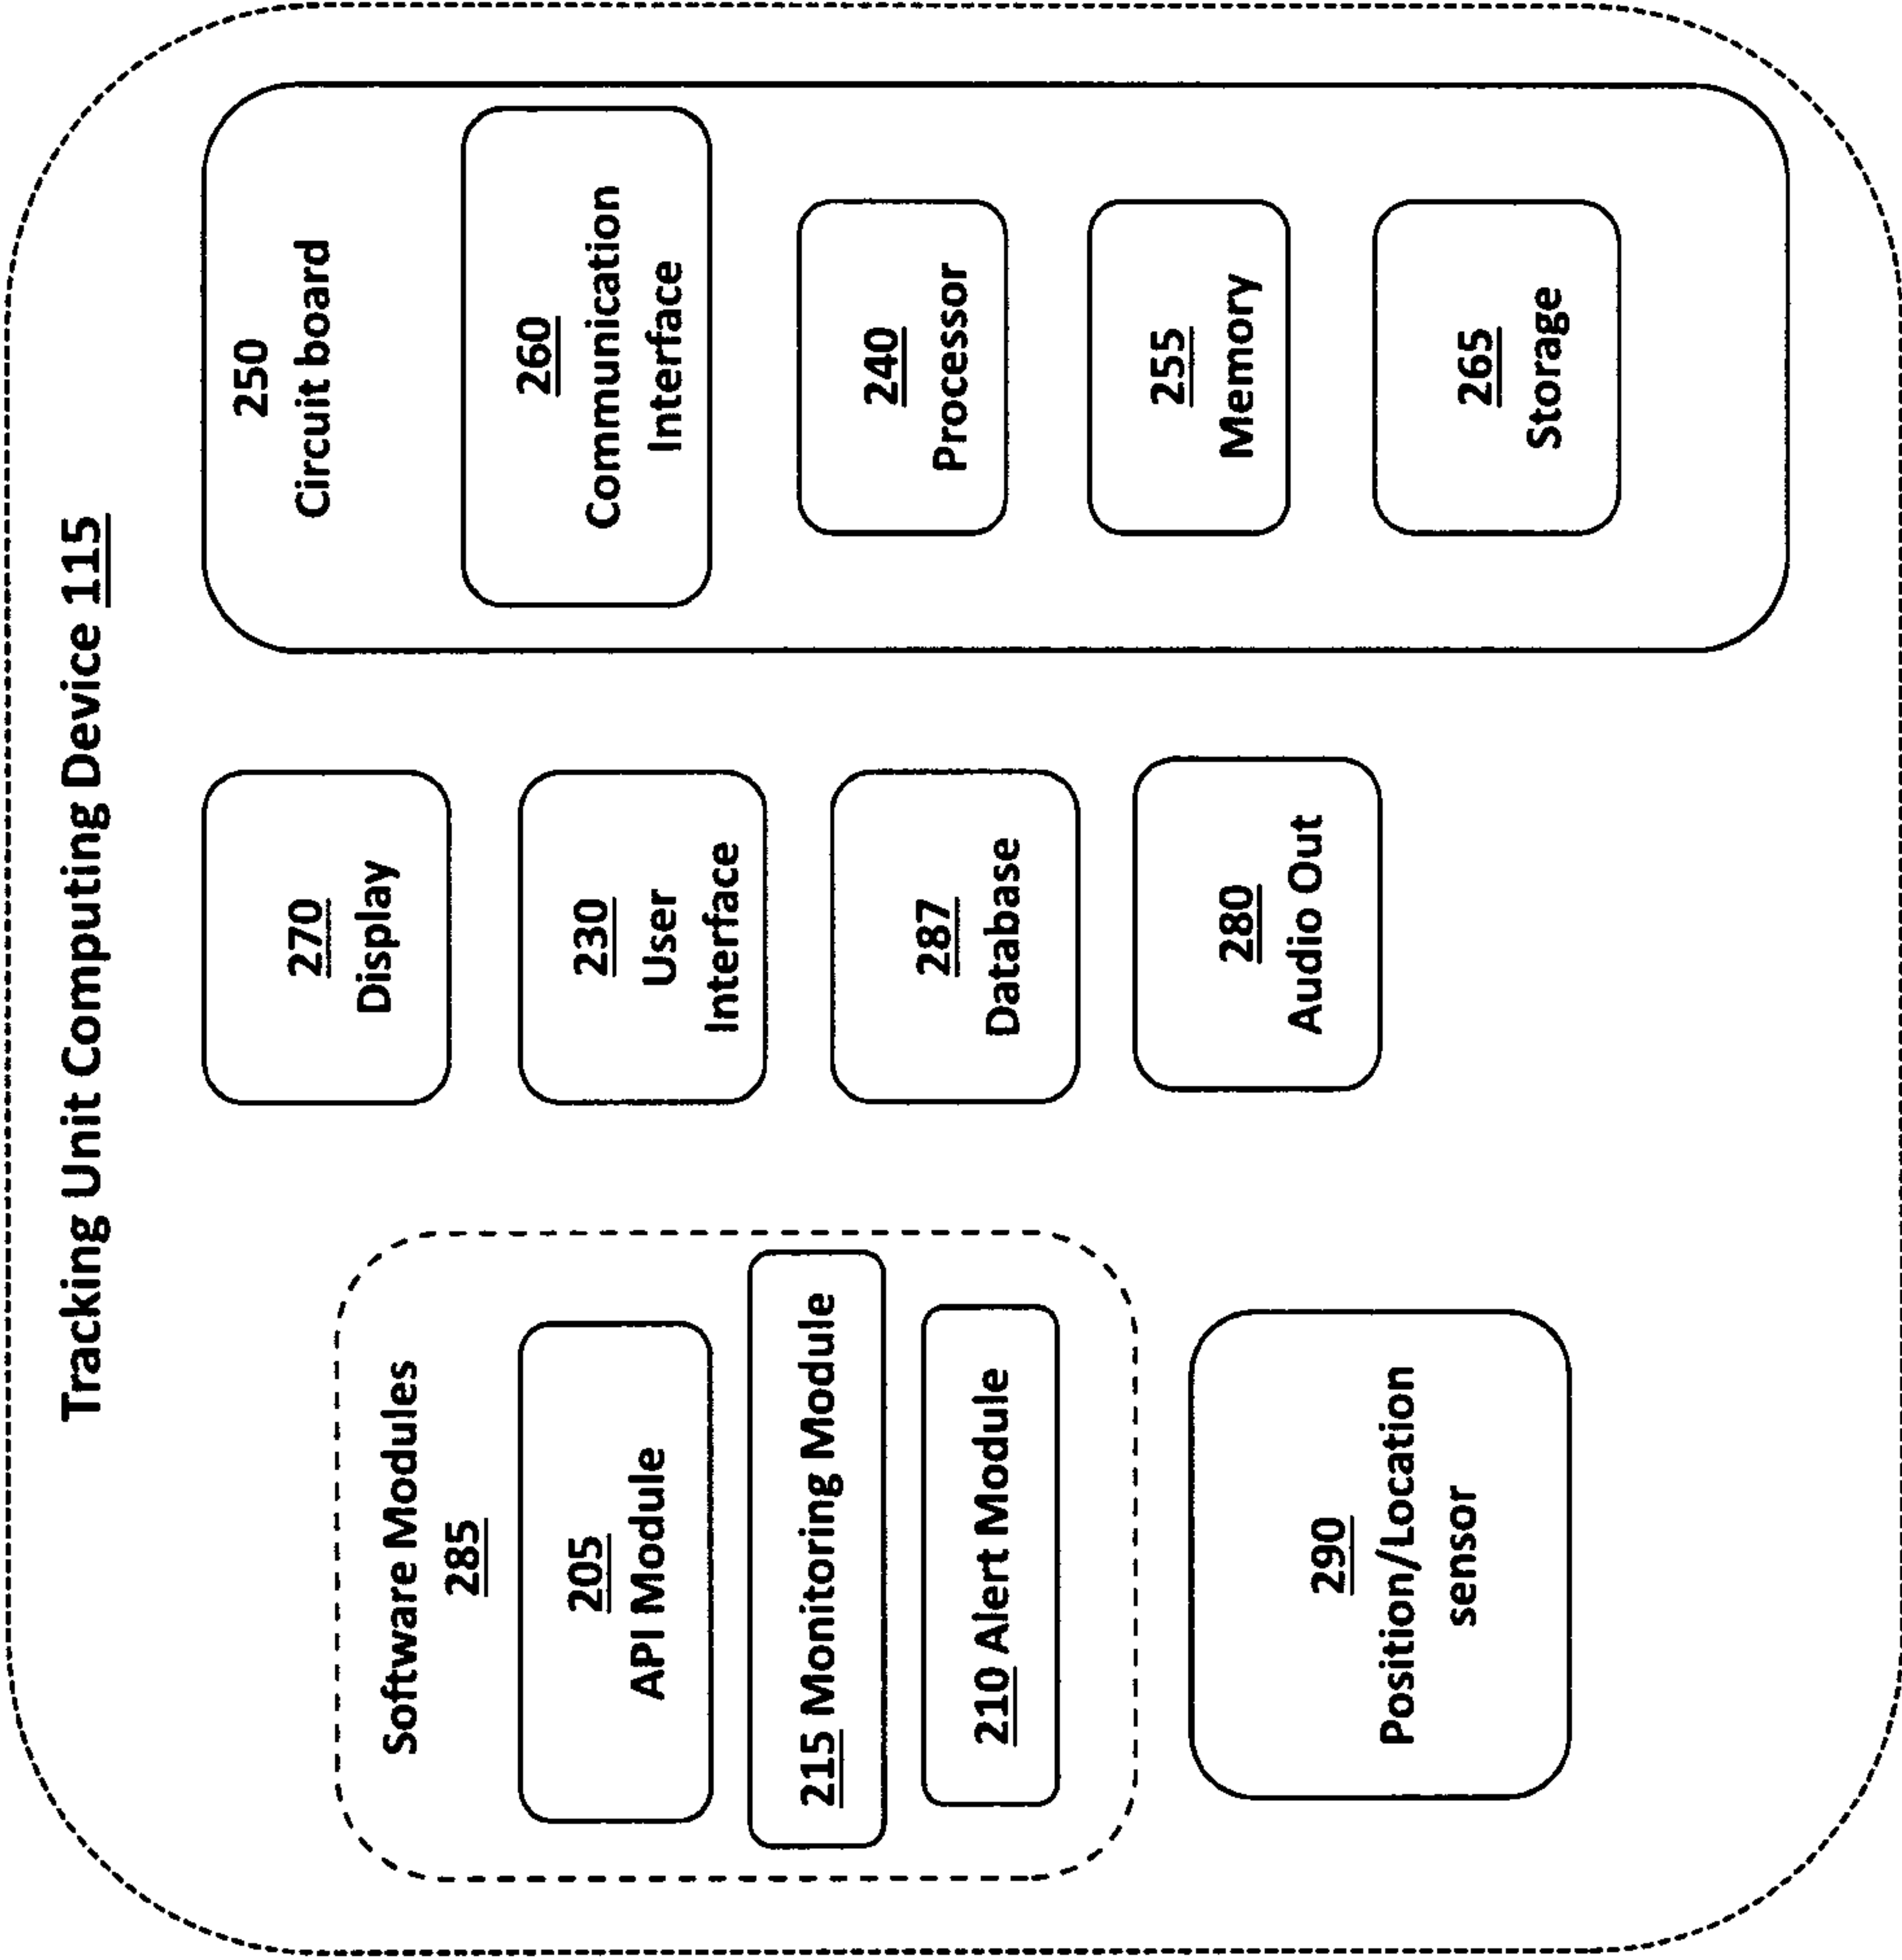 Tracking Unit Computing Device 115
Software Modules
285
205
API Module
215 Monitoring Module
210 Alert Module
290
Position/Location
sensor
270
Display
230
User
Interface
287
Database
280
Audio Out
250
Circuit board
260
Communication
Interface
240
Processor
255
Memory
265
Storage